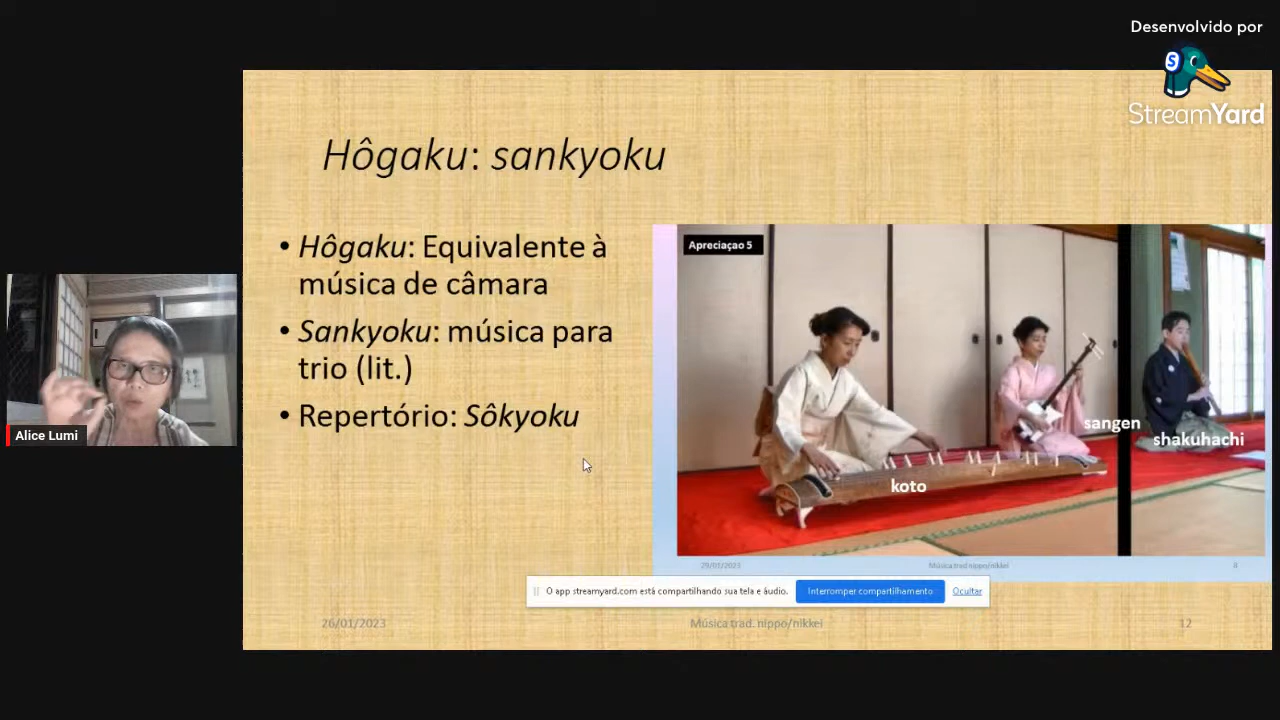 Desenvolvido por
StreamYard
Hôgaku: sankyoku
• Hôgaku: Equivalente à
música de câmara
• Sankyoku: música para
trio (lit.)
• Repertório: Sôkyoku
Apreciaçao 5
koto
sangen
shakuhachi
29/01/2023
Música trad nippo/nikkei
8
Alice Lumi
O app streamyard.com está compartilhando sua tela e áudio.
Interromper compartilhamento
Ocultar
26/01/2023
Música trad. nippo/nikkei
12